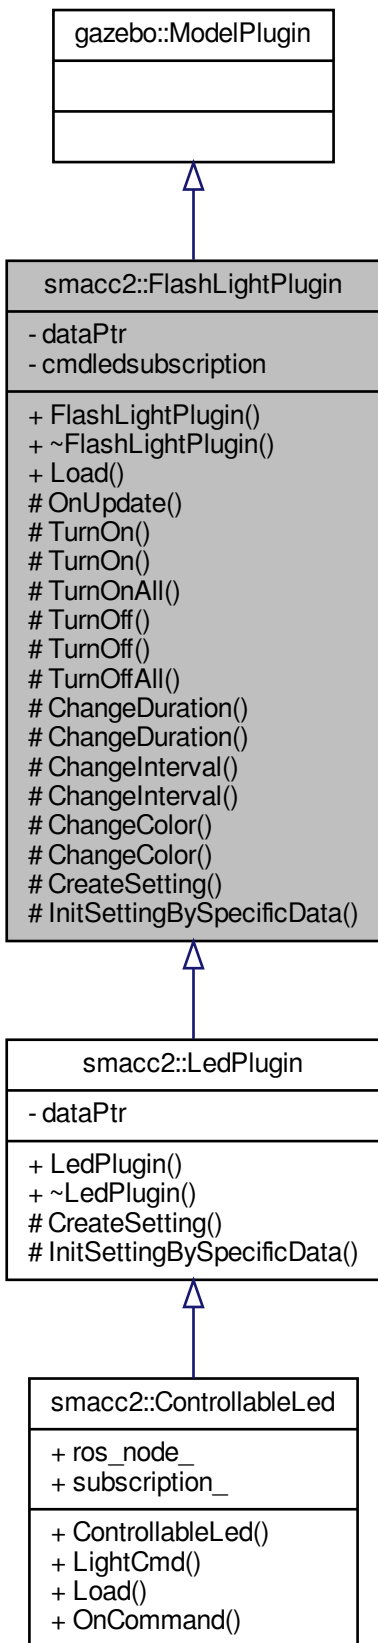 gazebo::ModelPlugin
smacc2::FlashLightPlugin
- dataPtr
- cmdledsubscription
+ FlashLightPlugin()
+ ~FlashLightPlugin()
+ Load()
# OnUpdate()
# TurnOn()
# TurnOn()
# TurnOnAll()
# TurnOff()
# TurnOff()
# TurnOffAll()
# ChangeDuration()
# ChangeDuration()
# ChangeInterval()
# ChangeInterval()
# ChangeColor()
# ChangeColor()
# CreateSetting()
# InitSettingBySpecificData()
smacc2::LedPlugin
- dataPtr
+ LedPlugin()
+ ~LedPlugin()
# CreateSetting()
# InitSettingBySpecificData()
smacc2::ControllableLed
+ ros_node_
+ subscription_
+ ControllableLed()
+ LightCmd()
+ Load()
+ OnCommand()